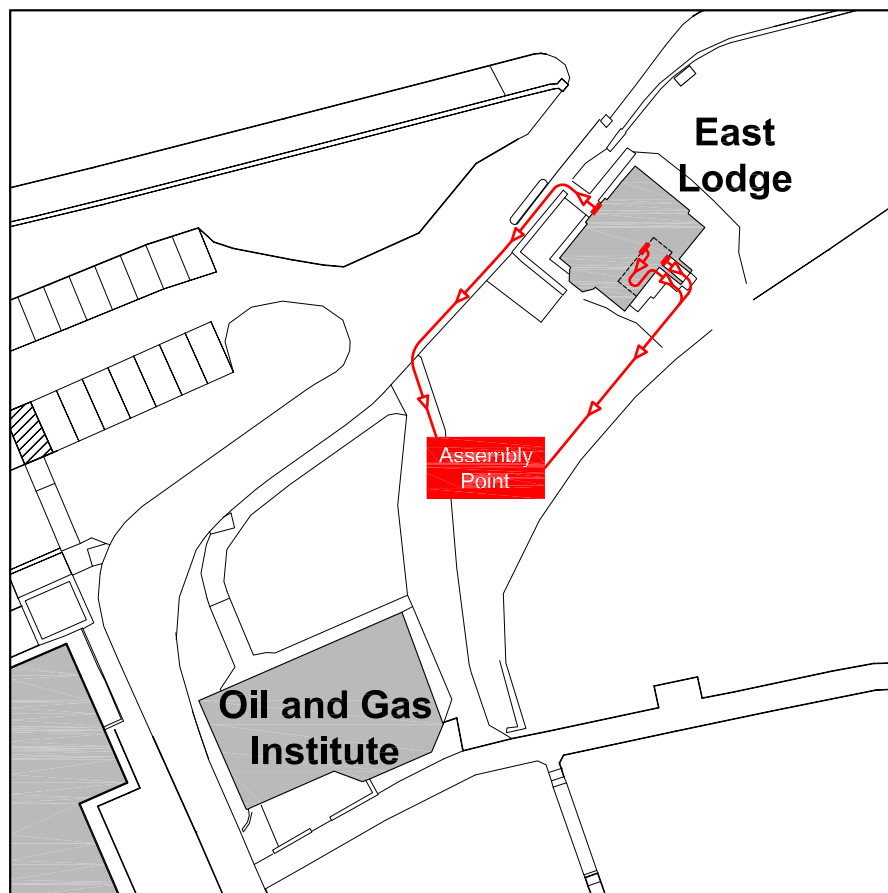 East
Lodge
Assembly
Point
Oil and Gas
Institute